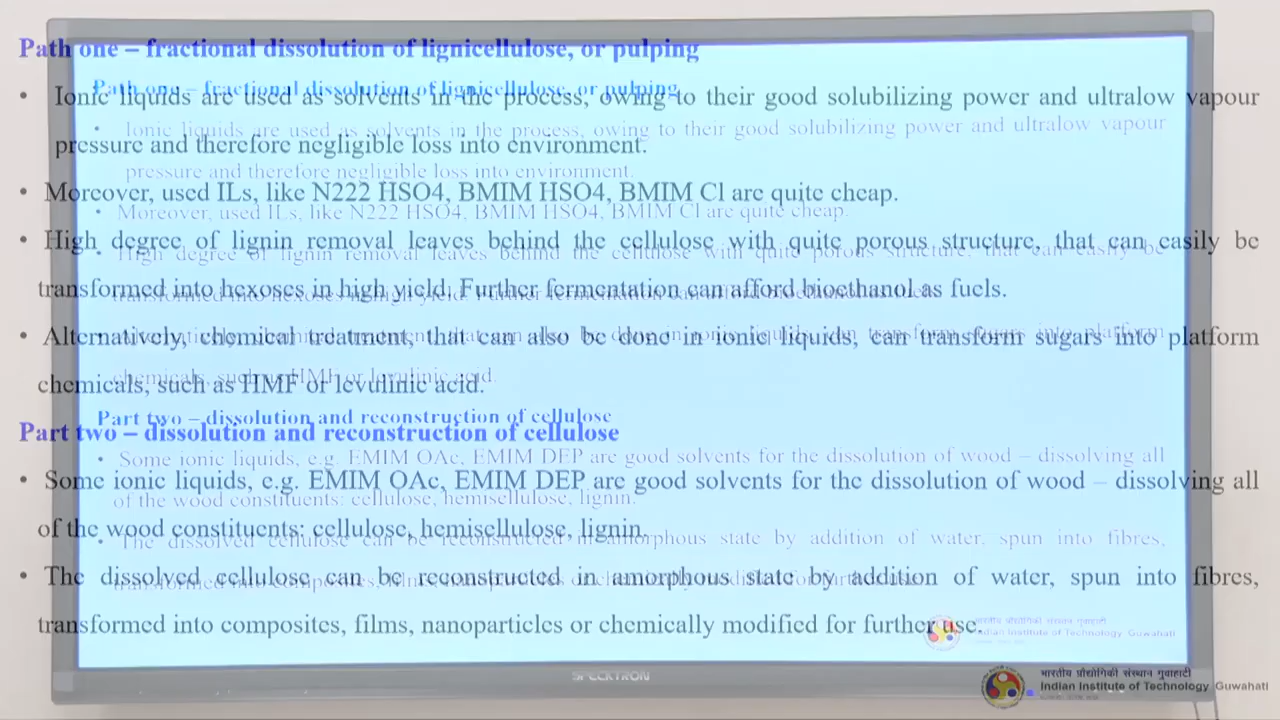 Path one – fractional dissolution of lignicellulose, or pulping
• Ionic liquids are used as solvents in the process, owing to their good solubilizing power and ultralow vapour
pressure and therefore negligible loss into environment.
• Moreover, used ILs, like N222 HSO4, BMIM HSO4, BMIM Cl are quite cheap.
• High degree of lignin removal leaves behind the cellulose with quite porous structure, that can easily be
transformed into hexoses in high yield. Further fermentation can afford bioethanol as fuels.
• Alternatively, chemical treatment, that can also be done in ionic liquids, can transform sugars into platform
chemicals, such as HMF or levulinic acid.
Part two – dissolution and reconstruction of cellulose
• Some ionic liquids, e.g. EMIM OAc, EMIM DEP are good solvents for the dissolution of wood – dissolving all
of the wood constituents: cellulose, hemisellulose, lignin.
• The dissolved cellulose can be reconstructed in amorphous state by addition of water, spun into fibres,
transformed into composites, films, nanoparticles or chemically modified for further use.
SPECKTRON
भारतीय प्रौद्योगिकी संस्थान गुवाहाटी
Indian Institute of Technology Guwahati